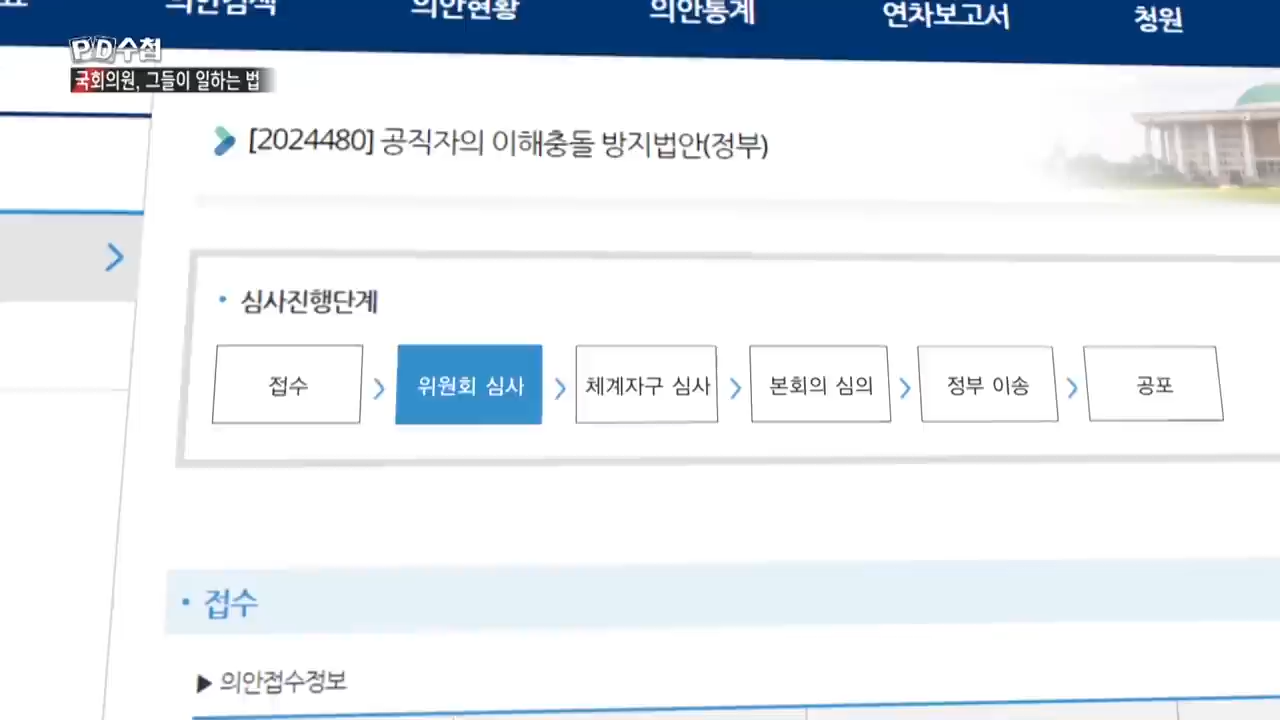 의안검색 의안현황 의안통계 연차보고서 청원
PD수첩
국회의원, 그들이 일하는 법
[2024480] 공직자의 이해충돌 방지법안(정부)
• 심사진행단계
접수 > 위원회 심사 > 체계자구 심사 > 본회의 심의 > 정부 이송 > 공포
• 접수
▶ 의안접수정보